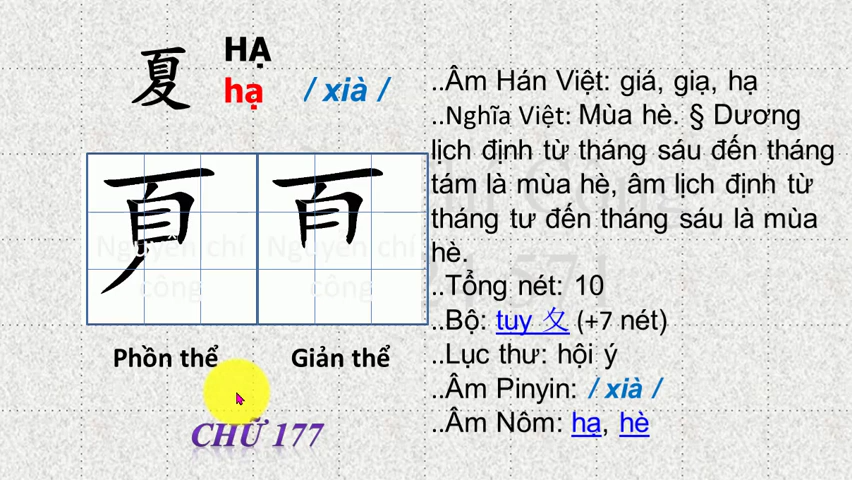 夏 HẠ
hạ / xià /
..Âm Hán Việt: giá, giạ, hạ
..Nghĩa Việt: Mùa hè. § Dương
lịch định từ tháng sáu đến tháng
tám là mùa hè, âm lịch định từ
tháng tư đến tháng sáu là mùa
hè.
..Tổng nét: 10
..Bộ: tuy 夊 (+7 nét)
..Lục thư: hội ý
..Âm Pinyin: / xià /
..Âm Nôm: hạ, hè
Nguyễn chí công
Nguyễn chí công
Phồn thể Giản thể
CHỮ 177